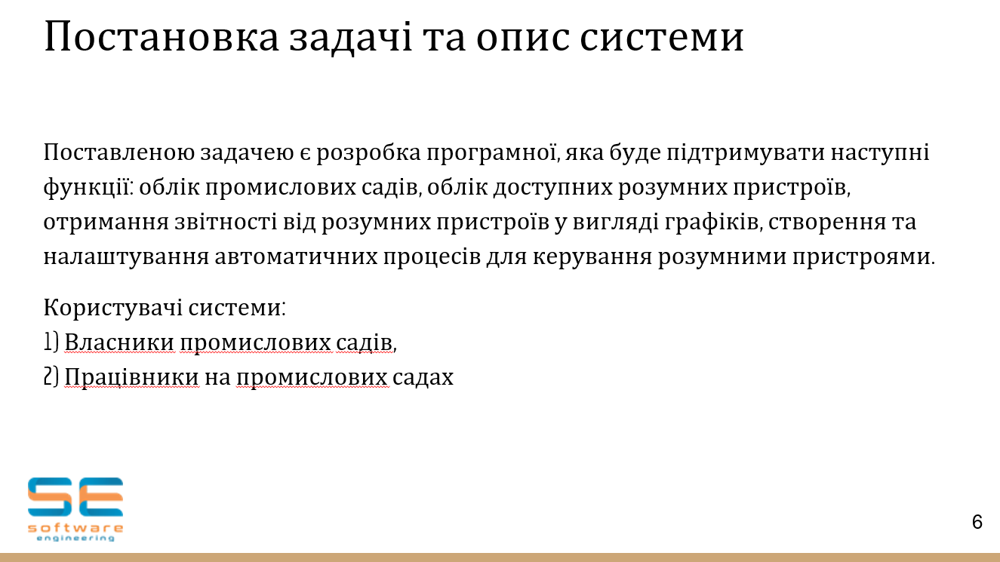 Постановка задачі та опис системи
Поставленою задачею є розробка програмної, яка буде підтримувати наступні
функції: облік промислових садів, облік доступних розумних пристроїв,
отримання звітності від розумних пристроїв у вигляді графіків, створення та
налаштування автоматичних процесів для керування розумними пристроями.
Користувачі системи:
1) Власники промислових садів,
2) Працівники на промислових садах
SE
software
engineering
6